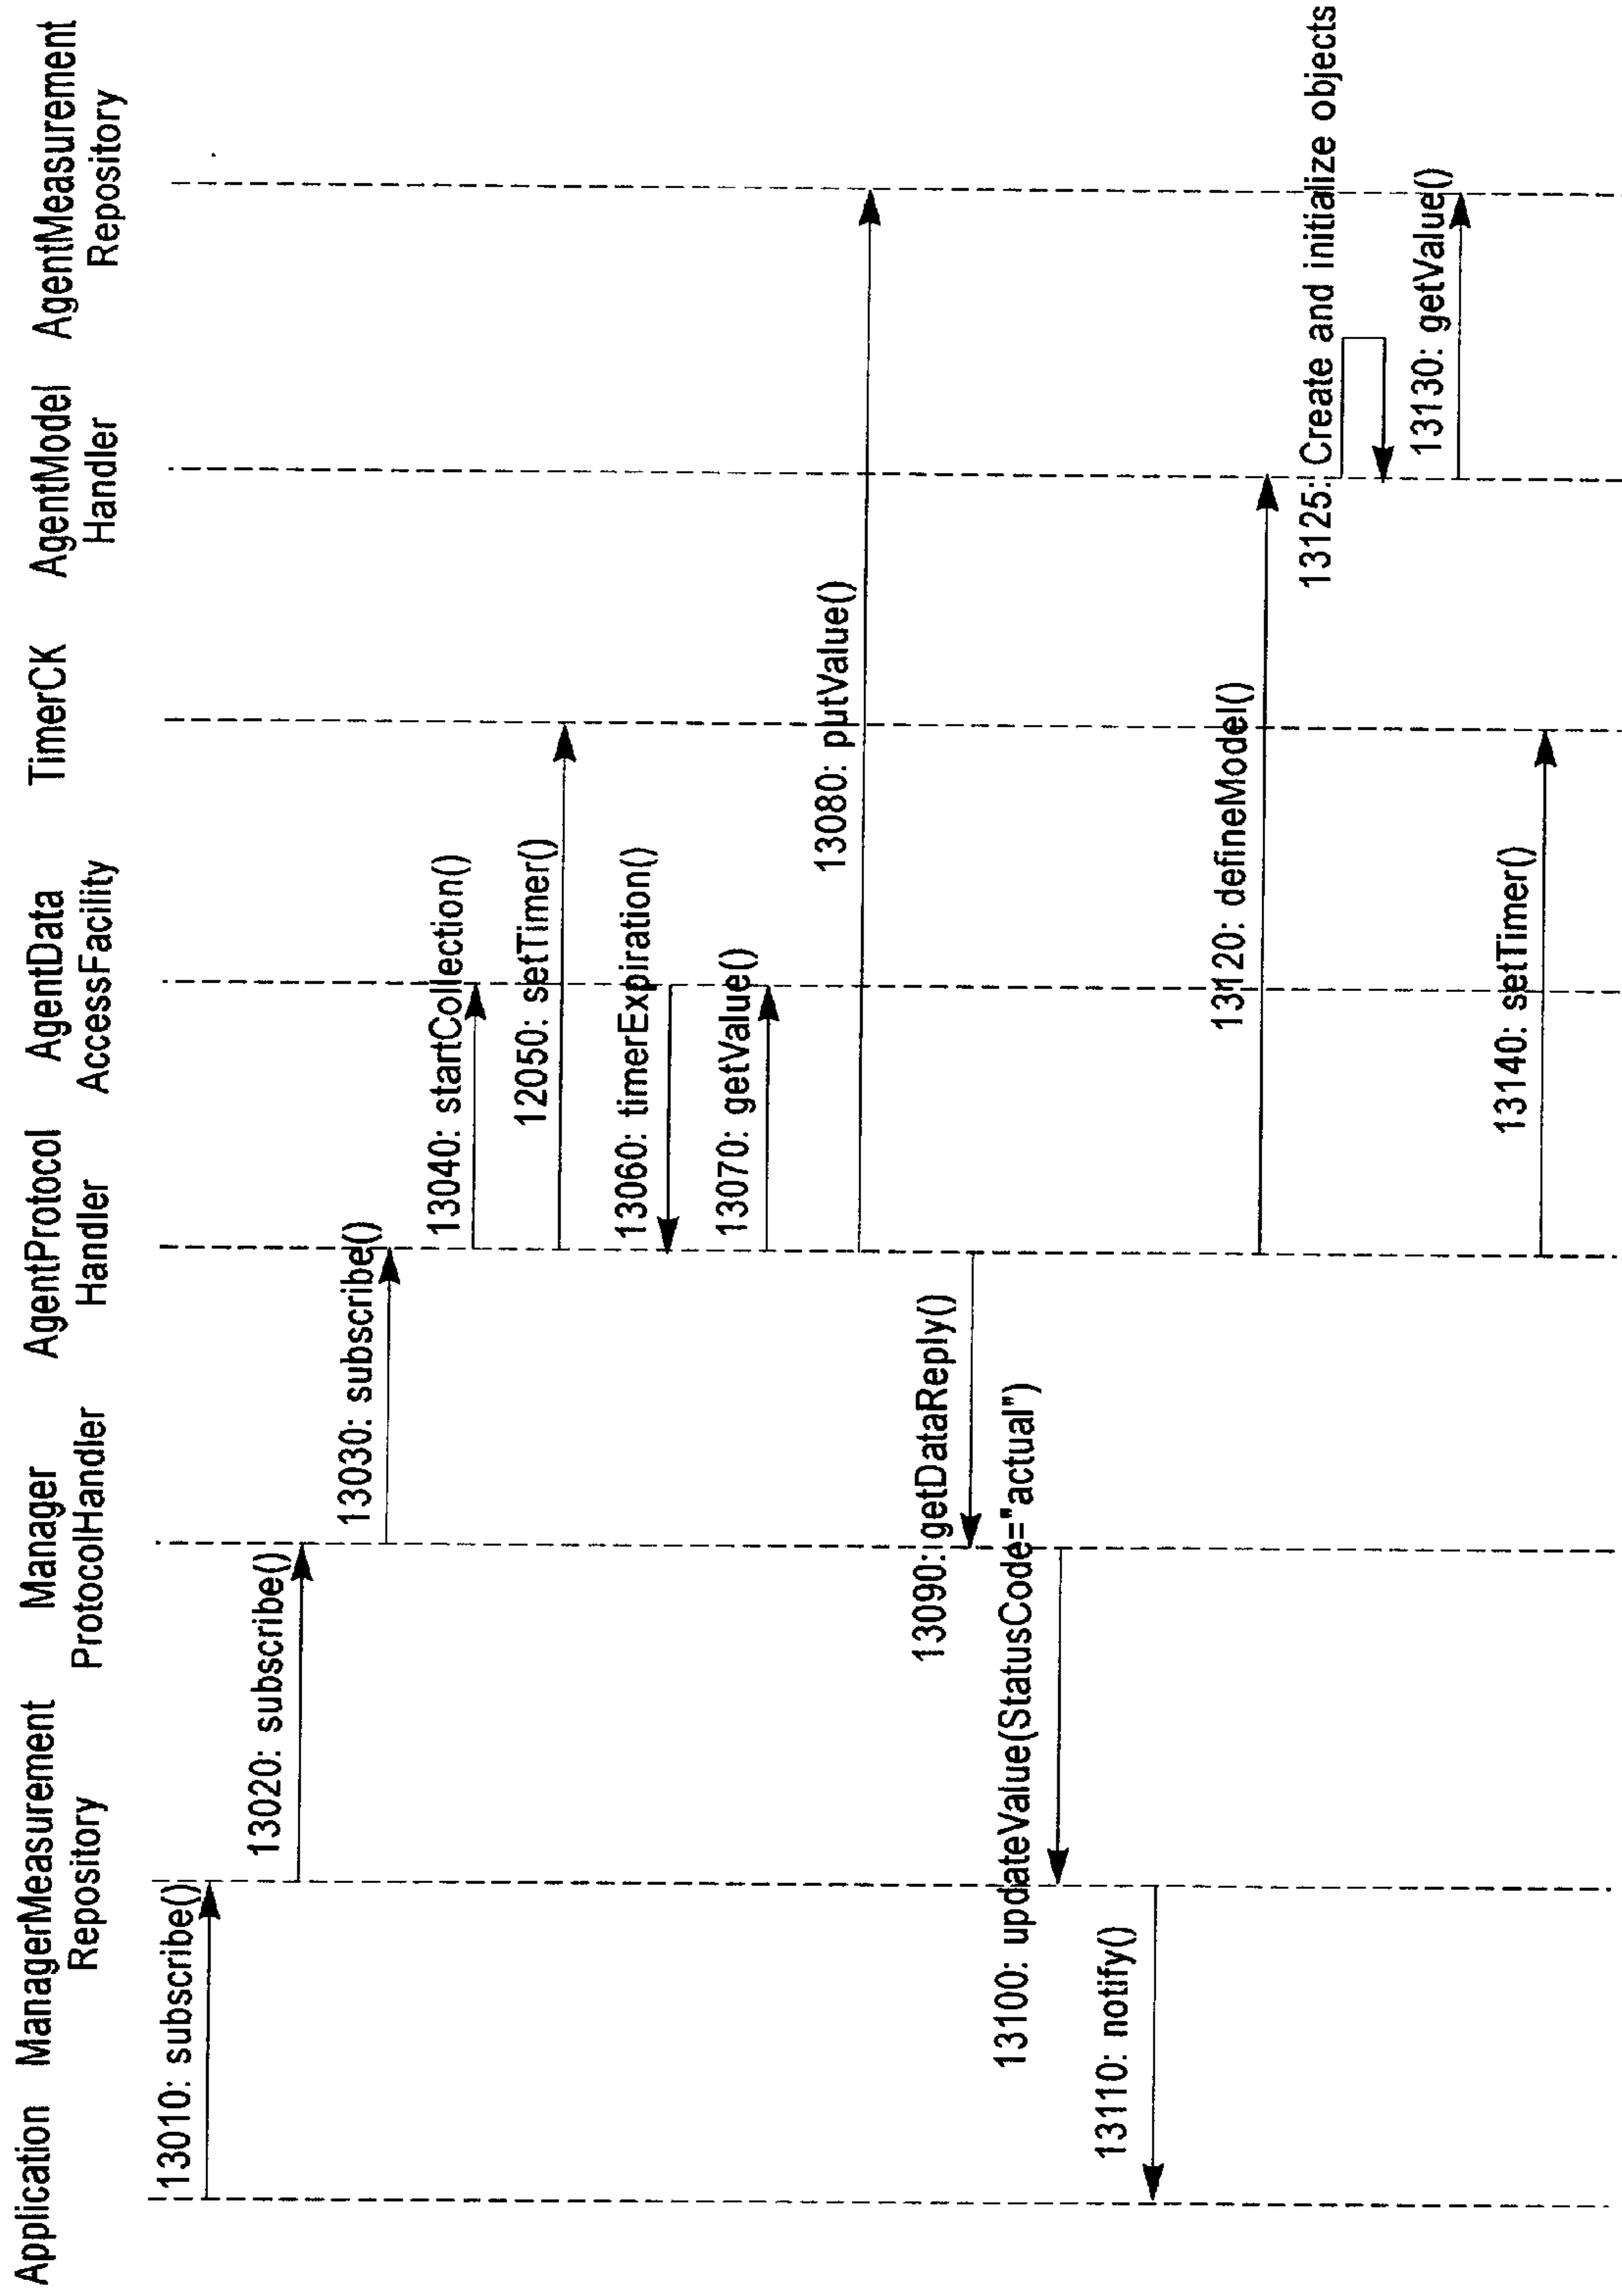 Application
ManagerMeasurement
Repository
Manager
ProtocolHandler
AgentProtocol
Handler
AgentData
AccessFacility
TimerCK
AgentModel
Handler
AgentMeasurement
Repository
13010: subscribe()
13020: subscribe()
13030: subscribe()
13040: startCollection()
12050: setTimer()
13060: timerExpiration()
13070: getValue()
13080: putValue()
13090: getDataReply()
13100: updateValue(StatusCode="actual")
13110: notify()
13120: defineModel()
13125: Create and initialize objects
13130: getValue()
13140: setTimer()